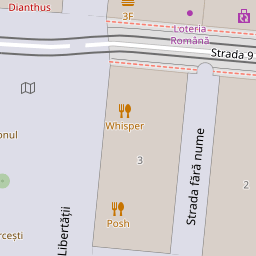 Dianthus
3F
Loteria
Română
Strada 9
Whisper
onul
3
Strada fără nume
2
Posh
Libertății
rcești